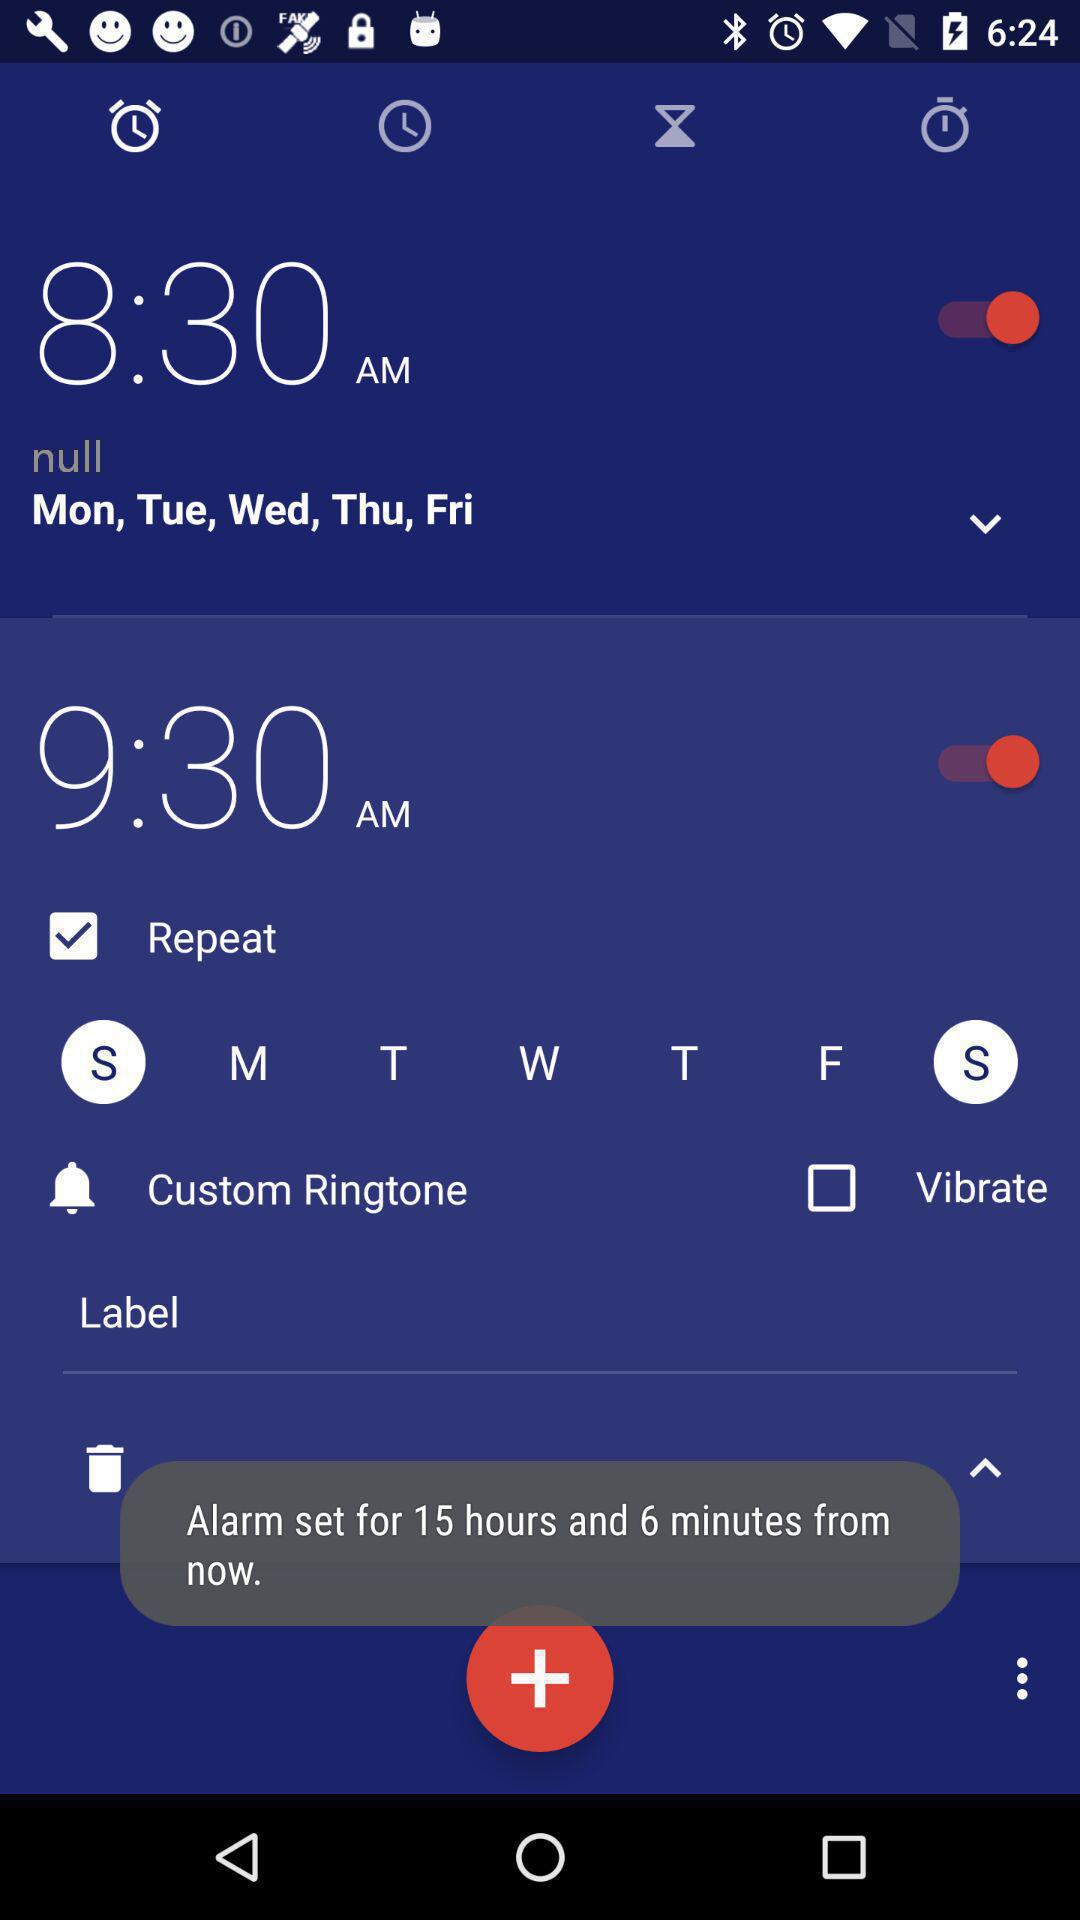 FAKE
6:24
8:30 AM
null
Mon, Tue, Wed, Thu, Fri
9:30 AM
Repeat
S M T W T F S
Custom Ringtone
Vibrate
Label
Alarm set for 15 hours and 6 minutes from
now.